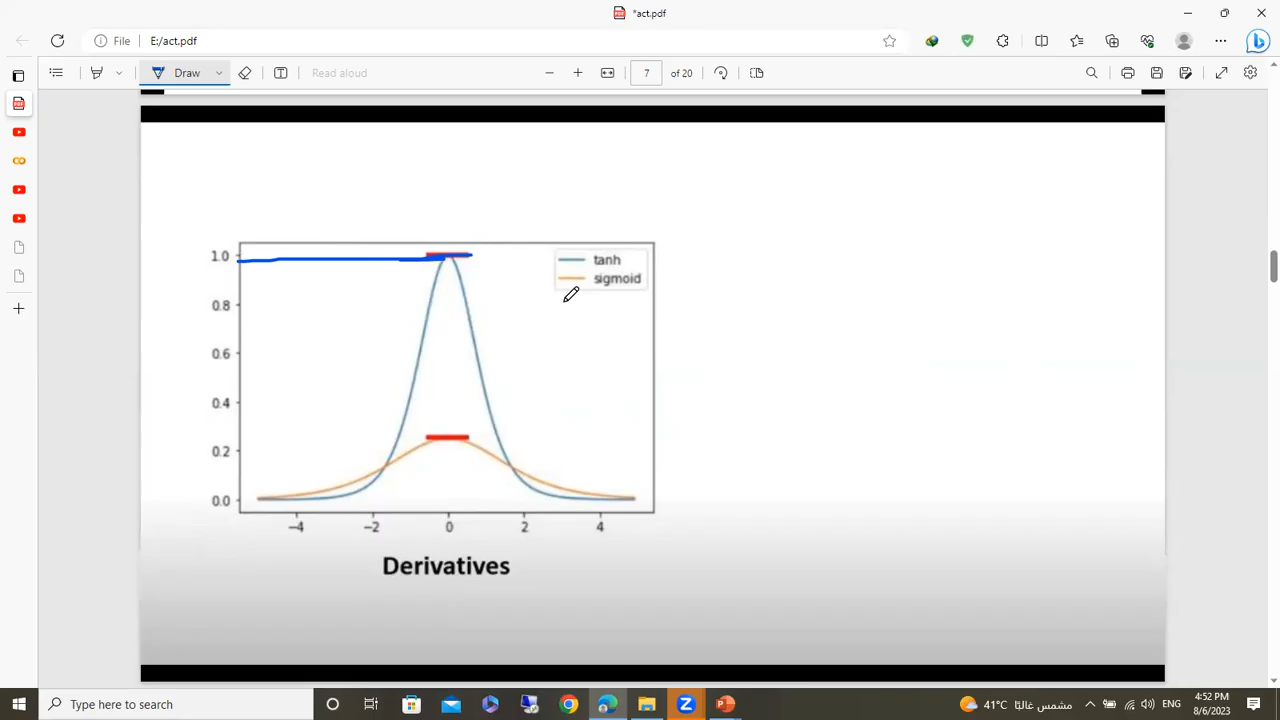 *act.pdf
File E:/act.pdf
Draw Read aloud 7 of 20
1.0
0.8
0.6
0.4
0.2
0.0
tanh
sigmoid
−4 −2 0 2 4
Derivatives
Type here to search
41°C مشمس غالبًا ENG
4:52 PM
8/6/2023